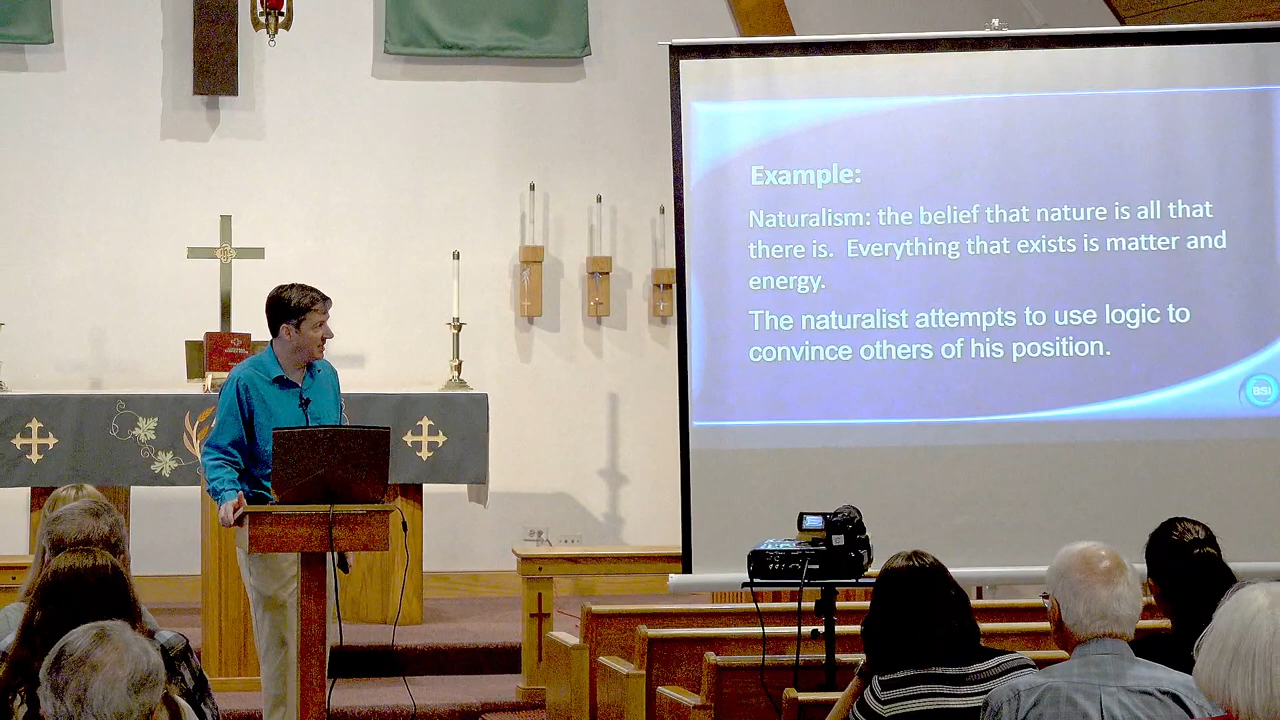 Example:
Naturalism: the belief that nature is all that
there is.  Everything that exists is matter and
energy.
The naturalist attempts to use logic to
convince others of his position.
BSI